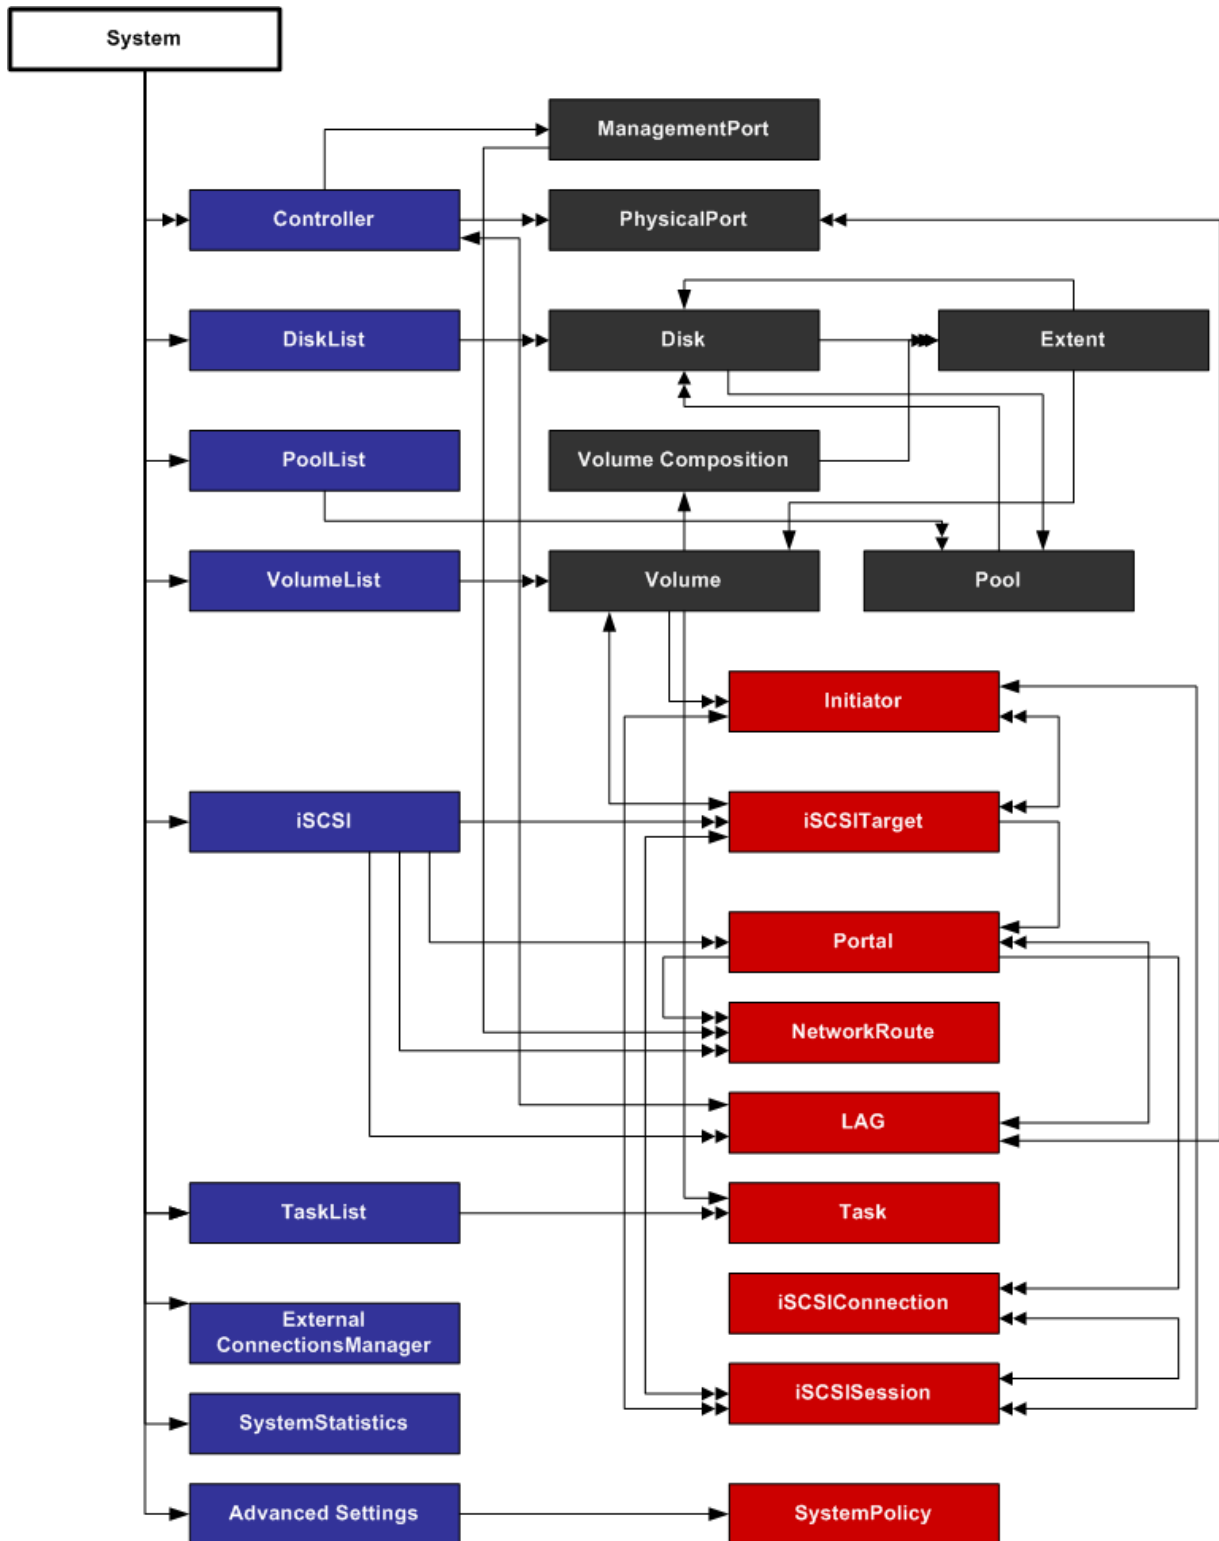 System
ManagementPort
Controller
PhysicalPort
DiskList
Disk
Extent
PoolList
Volume Composition
VolumeList
Volume
Pool
Initiator
iSCSI
iSCSITarget
Portal
NetworkRoute
LAG
TaskList
Task
iSCSIConnection
External
ConnectionsManager
iSCSISession
SystemStatistics
Advanced Settings
SystemPolicy